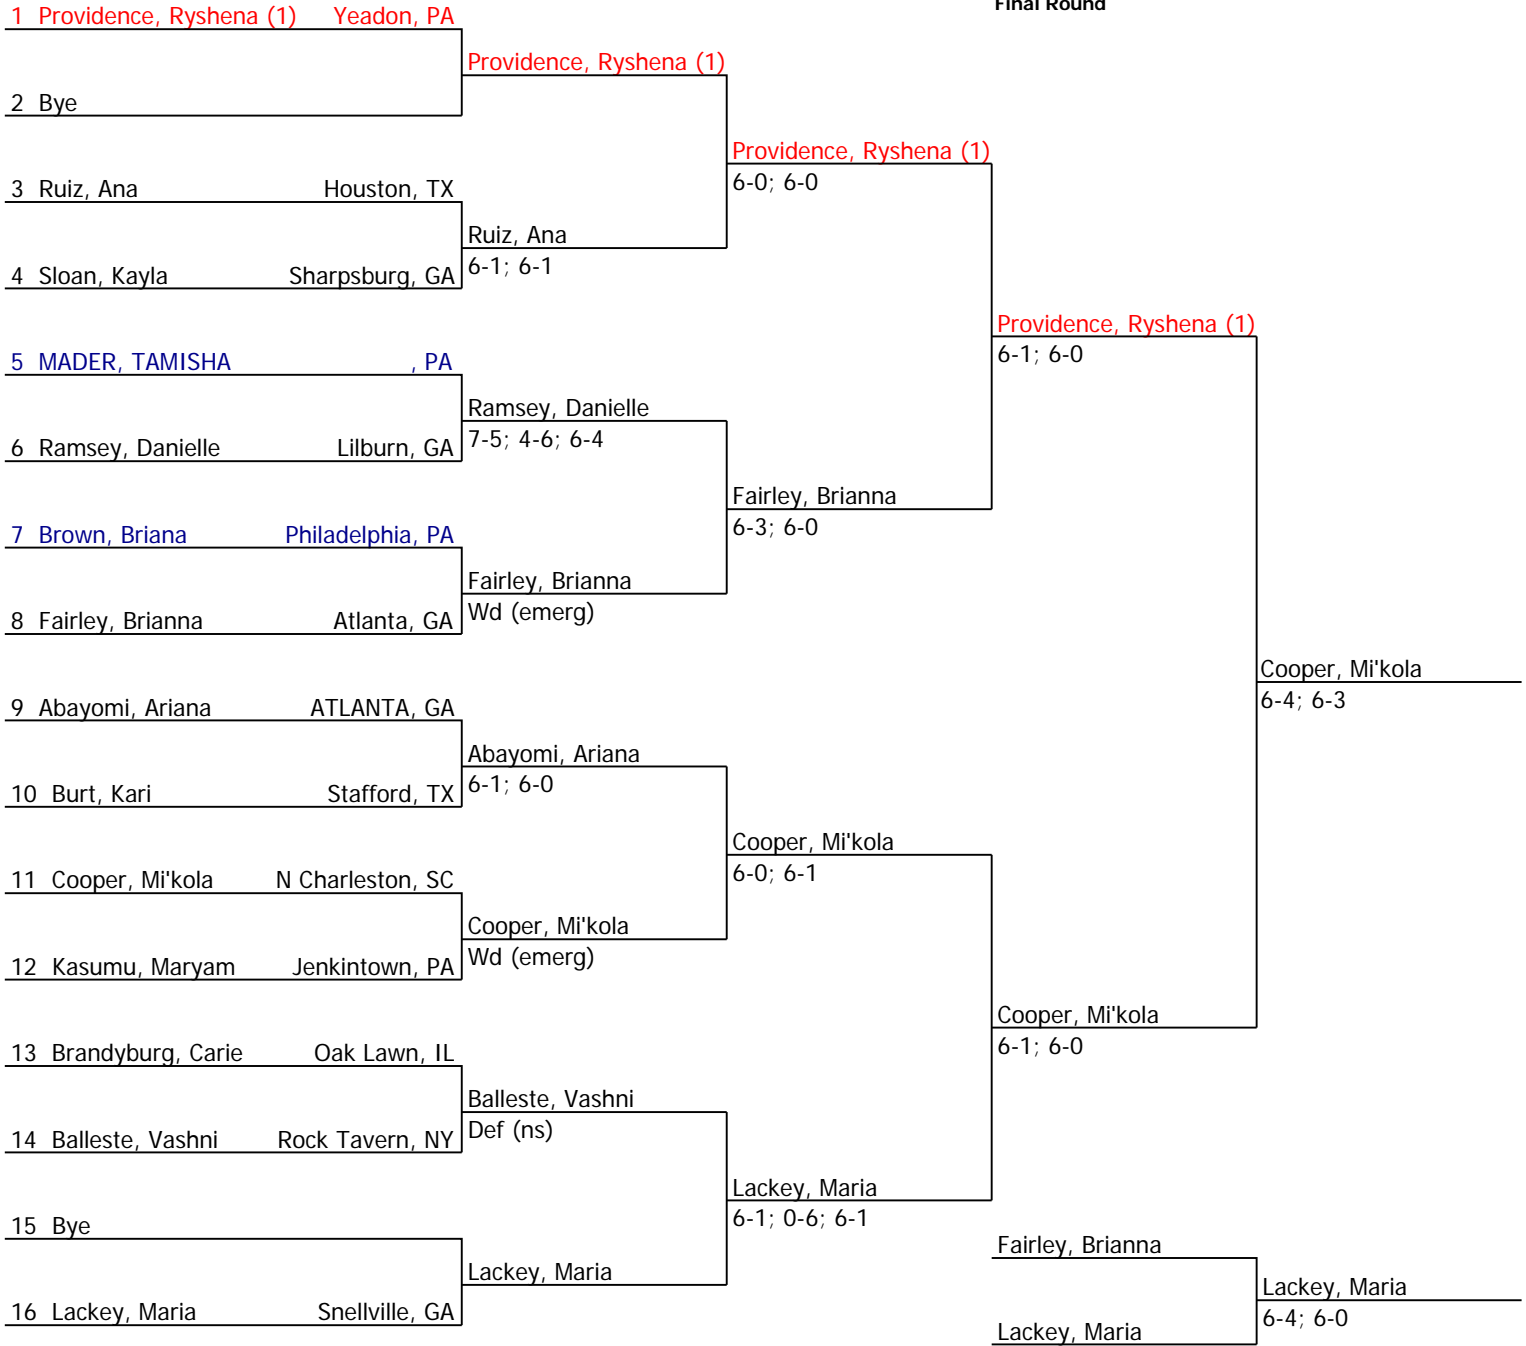 Final Round
1 Providence, Ryshena (1) Yeadon, PA
Providence, Ryshena (1)
2 Bye
Providence, Ryshena (1)
6-0; 6-0
3 Ruiz, Ana Houston, TX
Ruiz, Ana
6-1; 6-1
4 Sloan, Kayla Sharpsburg, GA
Providence, Ryshena (1)
6-1; 6-0
5 MADER, TAMISHA , PA
Ramsey, Danielle
7-5; 4-6; 6-4
6 Ramsey, Danielle Lilburn, GA
Fairley, Brianna
6-3; 6-0
7 Brown, Briana Philadelphia, PA
Fairley, Brianna
Wd (emerg)
8 Fairley, Brianna Atlanta, GA
Cooper, Mi'kola
6-4; 6-3
9 Abayomi, Ariana ATLANTA, GA
Abayomi, Ariana
6-1; 6-0
10 Burt, Kari Stafford, TX
Cooper, Mi'kola
6-0; 6-1
11 Cooper, Mi'kola N Charleston, SC
Cooper, Mi'kola
Wd (emerg)
12 Kasumu, Maryam Jenkintown, PA
Cooper, Mi'kola
6-1; 6-0
13 Brandyburg, Carie Oak Lawn, IL
Balleste, Vashni
Def (ns)
14 Balleste, Vashni Rock Tavern, NY
Lackey, Maria
6-1; 0-6; 6-1
15 Bye
Lackey, Maria
16 Lackey, Maria Snellville, GA
Fairley, Brianna
Lackey, Maria
6-4; 6-0
Lackey, Maria